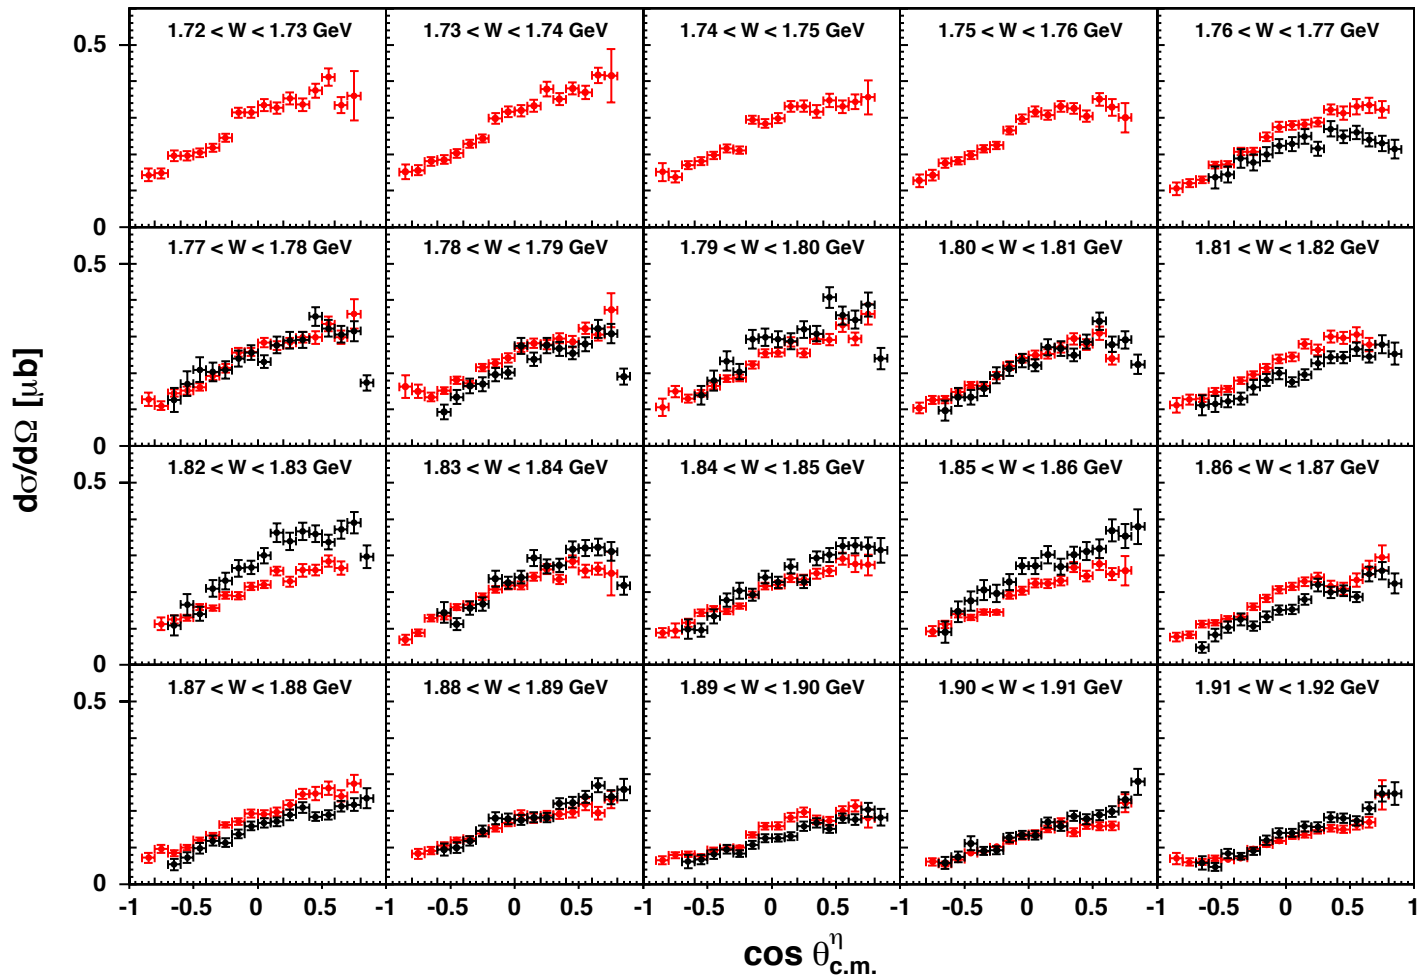 1.72 < W < 1.73 GeV 1.73 < W < 1.74 GeV 1.74 < W < 1.75 GeV 1.75 < W < 1.76 GeV 1.76 < W < 1.77 GeV
0.5
0
1.77 < W < 1.78 GeV 1.78 < W < 1.79 GeV 1.79 < W < 1.80 GeV 1.80 < W < 1.81 GeV 1.81 < W < 1.82 GeV
0.5
0
dσ/dΩ [μb]
1.82 < W < 1.83 GeV 1.83 < W < 1.84 GeV 1.84 < W < 1.85 GeV 1.85 < W < 1.86 GeV 1.86 < W < 1.87 GeV
0.5
0
1.87 < W < 1.88 GeV 1.88 < W < 1.89 GeV 1.89 < W < 1.90 GeV 1.90 < W < 1.91 GeV 1.91 < W < 1.92 GeV
0.5
0
-1 -0.5 0 0.5 -1 -0.5 0 0.5 -1 -0.5 0 0.5 -1 -0.5 0 0.5 -1 -0.5 0 0.5 1
cos θ^η_c.m.